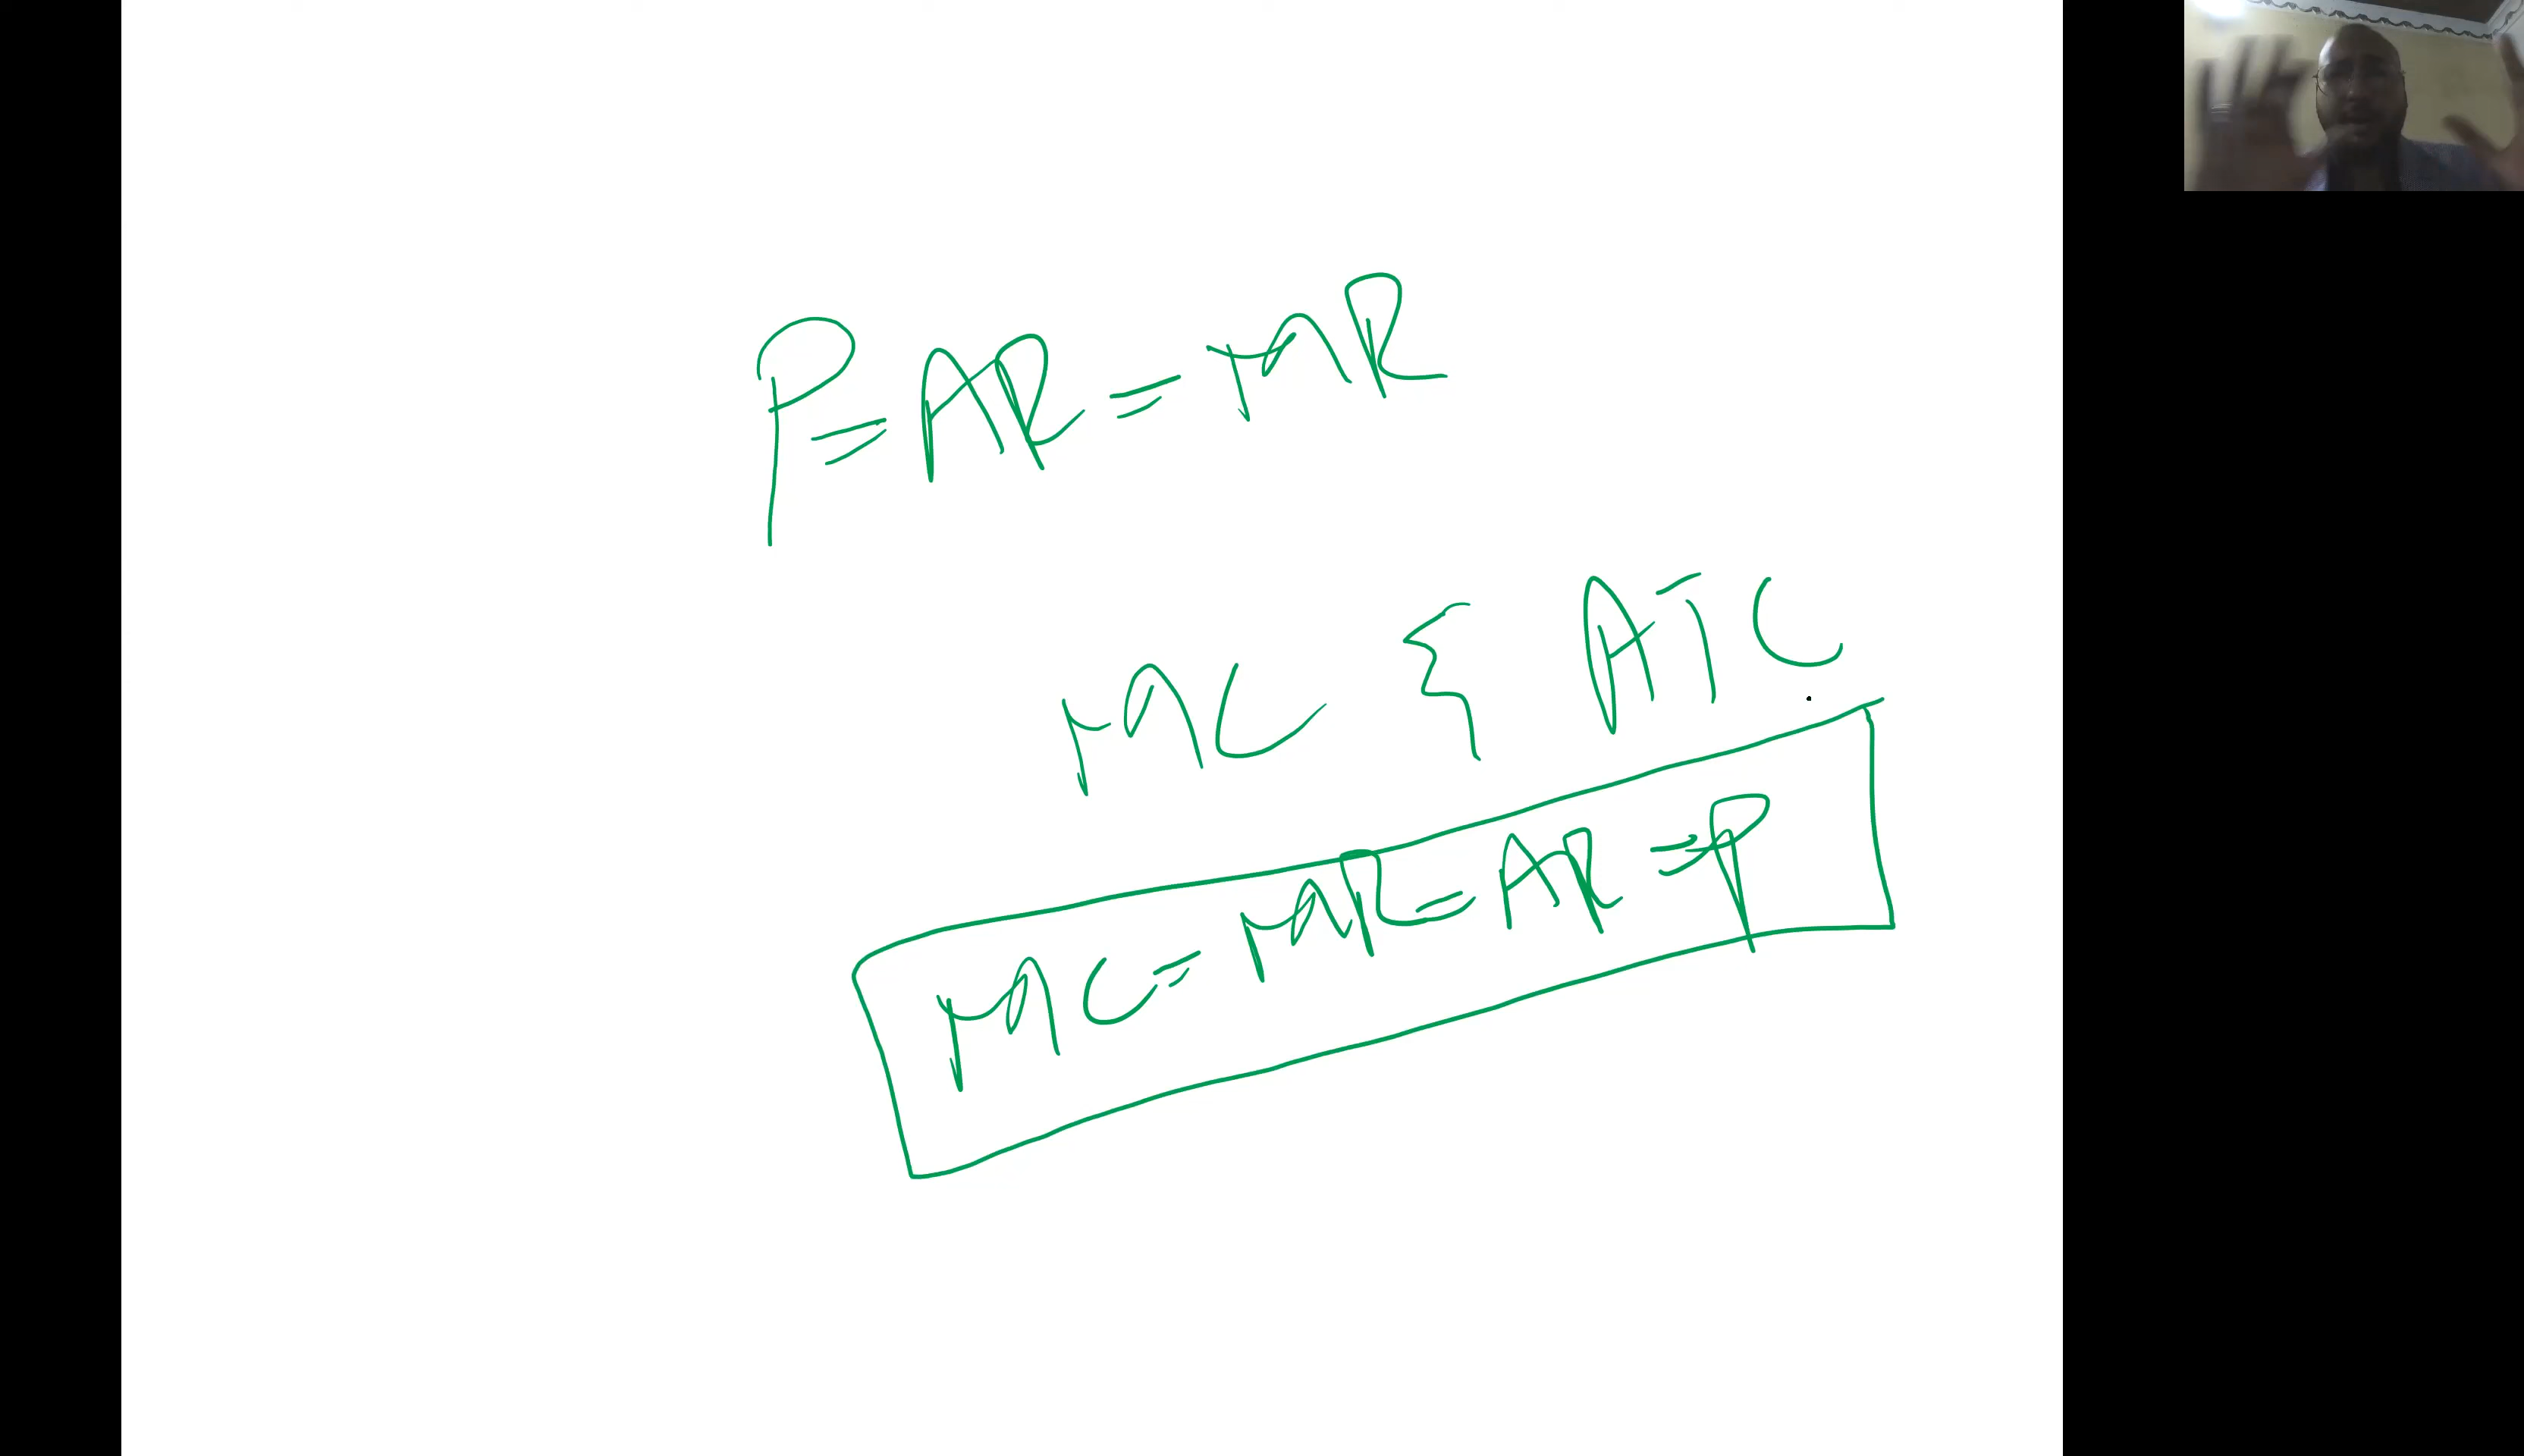 P = AR = MR
MC { ATC
MC = MR = AR = P